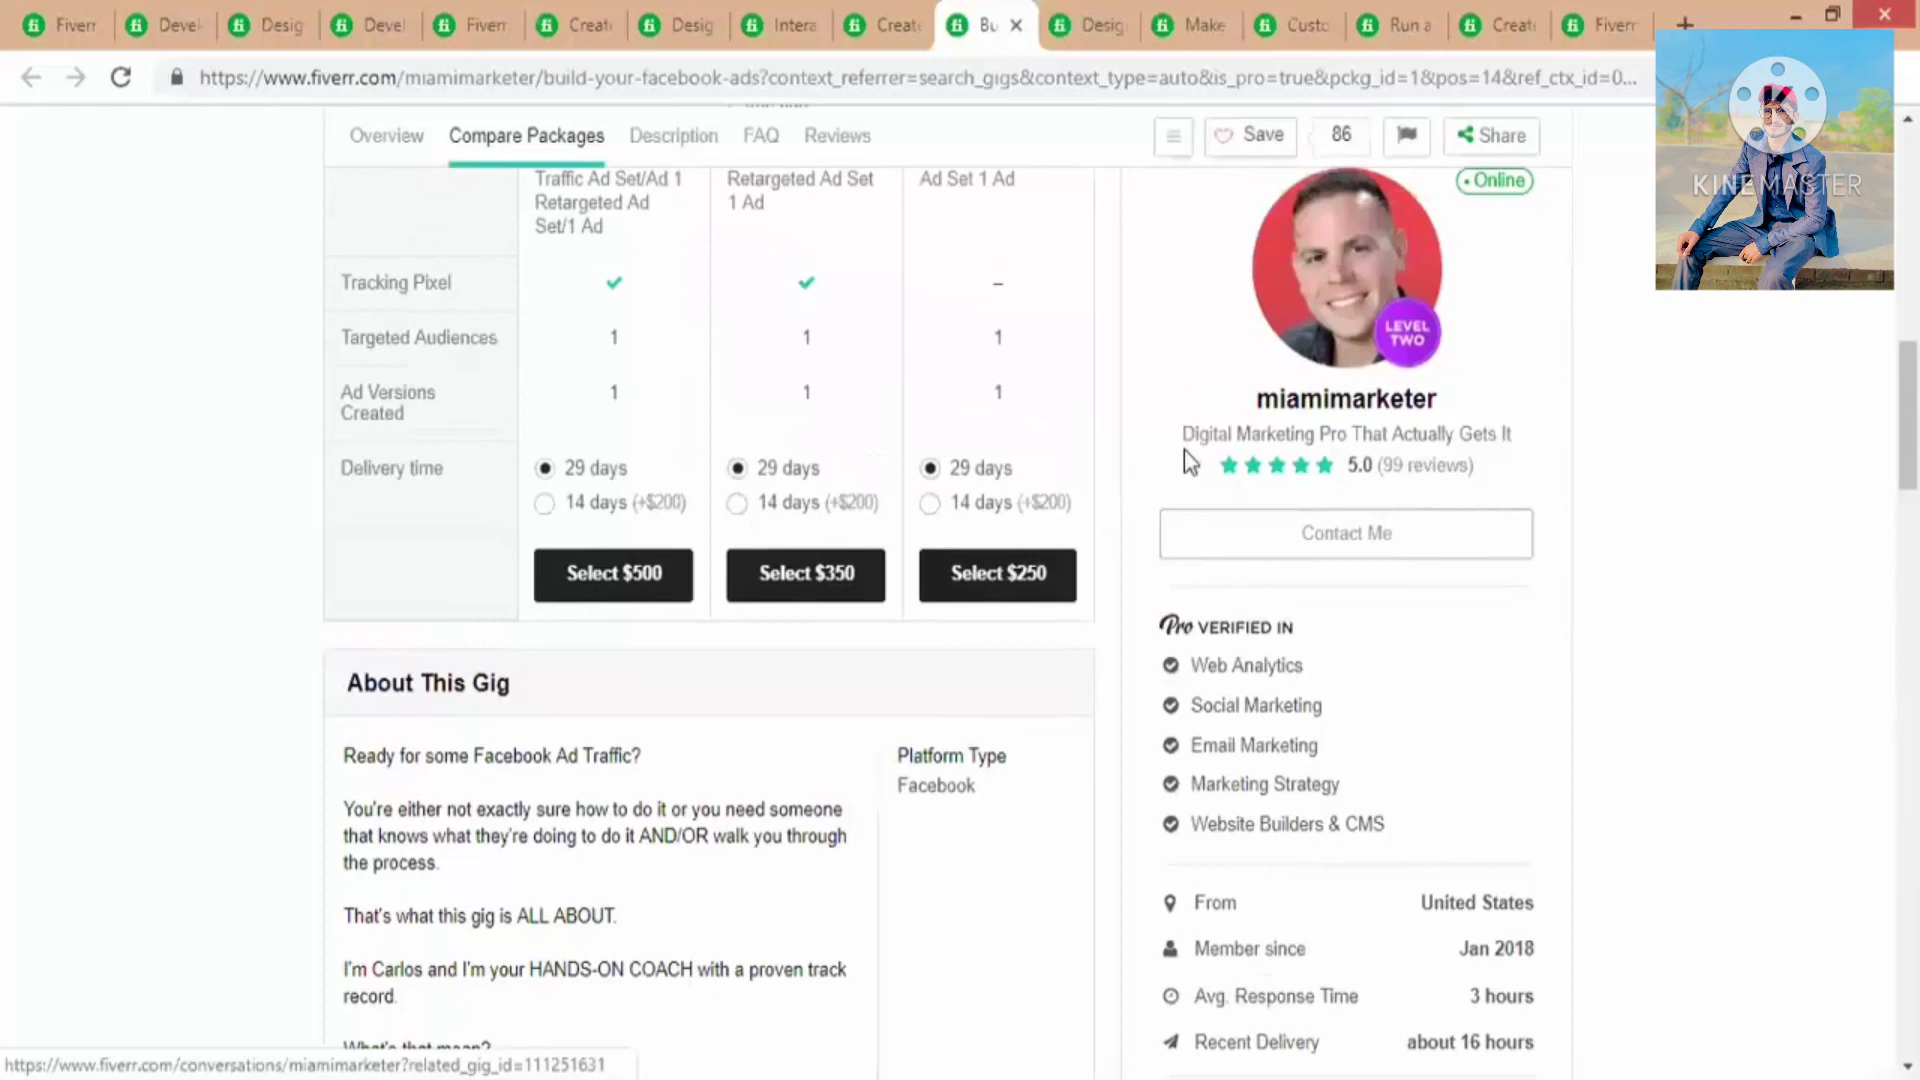 Fiverr
Devel
Desig
Devel
Fiverr
Creat
Desig
Intera
Create
Bu
Desig
Make
Custo
Run a
Creat
Fiverr
https://www.fiverr.com/miamimarketer/build-your-facebook-ads?context_referrer=search_gigs&context_type=auto&is_pro=true&pckg_id=1&pos=14&ref_ctx_id=0...
Overview Compare Packages Description FAQ Reviews
Save 86 Share
KINEMASTER
Traffic Ad Set/Ad 1
Retargeted Ad
Set/1 Ad
Retargeted Ad Set
1 Ad
Ad Set 1 Ad
Tracking Pixel –
Targeted Audiences 1 1 1
Ad Versions
Created 1 1 1
Delivery time 29 days 29 days 29 days
14 days (+$200) 14 days (+$200) 14 days (+$200)
Select $500 Select $350 Select $250
Online
LEVEL
TWO
miamimarketer
Digital Marketing Pro That Actually Gets It
5.0 (99 reviews)
Contact Me
Pro VERIFIED IN
Web Analytics
Social Marketing
Email Marketing
Marketing Strategy
Website Builders & CMS
From United States
Member since Jan 2018
Avg. Response Time 3 hours
Recent Delivery about 16 hours
About This Gig
Ready for some Facebook Ad Traffic?
You're either not exactly sure how to do it or you need someone
that knows what they're doing to do it AND/OR walk you through
the process.
That's what this gig is ALL ABOUT.
I'm Carlos and I'm your HANDS-ON COACH with a proven track
record.
What's that mean?
Platform Type
Facebook
https://www.fiverr.com/conversations/miamimarketer?related_gig_id=111251631